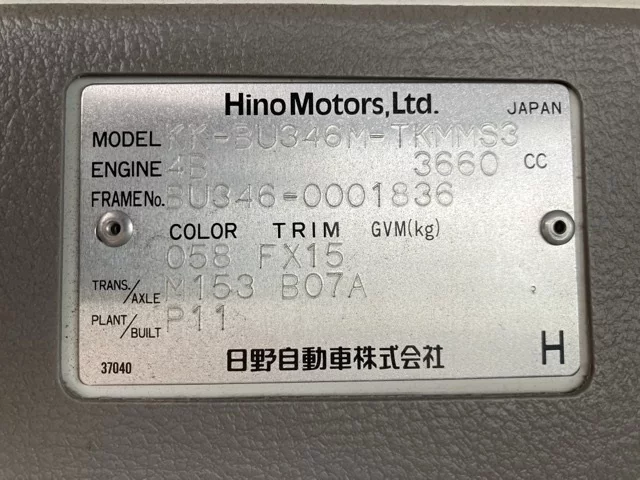 Hino Motors, Ltd. JAPAN
MODEL KK-BU346M-TKMMS3
ENGINE 4B 3660 CC
FRAME No. BU346-0001836
COLOR TRIM GVM(kg)
058 FX15
TRANS./AXLE M153 B07A
PLANT/BUILT P11
37040 日野自動車株式会社 H